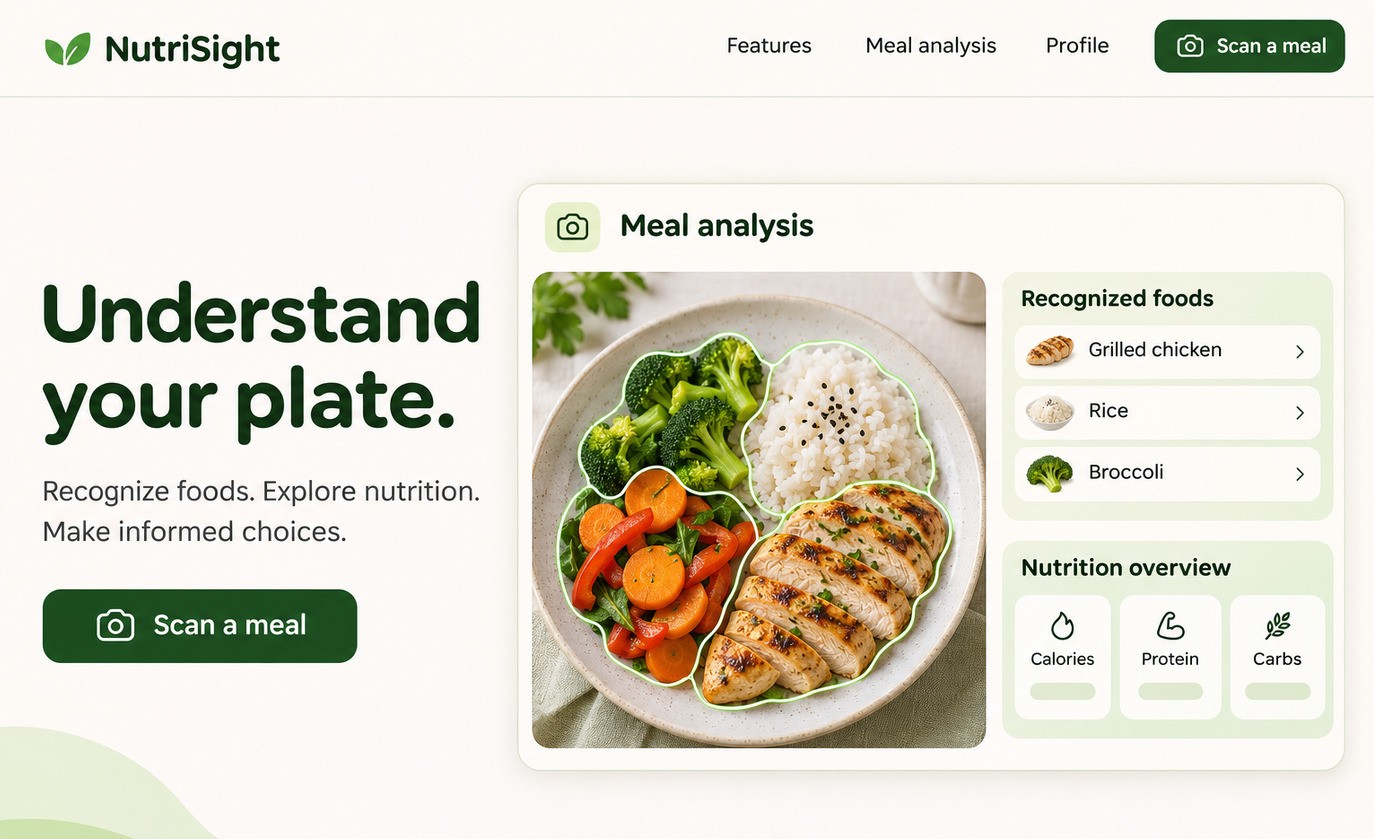 NutriSight
Features
Meal analysis
Profile
Scan a meal
Understand
your plate.
Recognize foods. Explore nutrition.
Make informed choices.
Scan a meal
Meal analysis
Recognized foods
Grilled chicken
Rice
Broccoli
Nutrition overview
Calories
Protein
Carbs